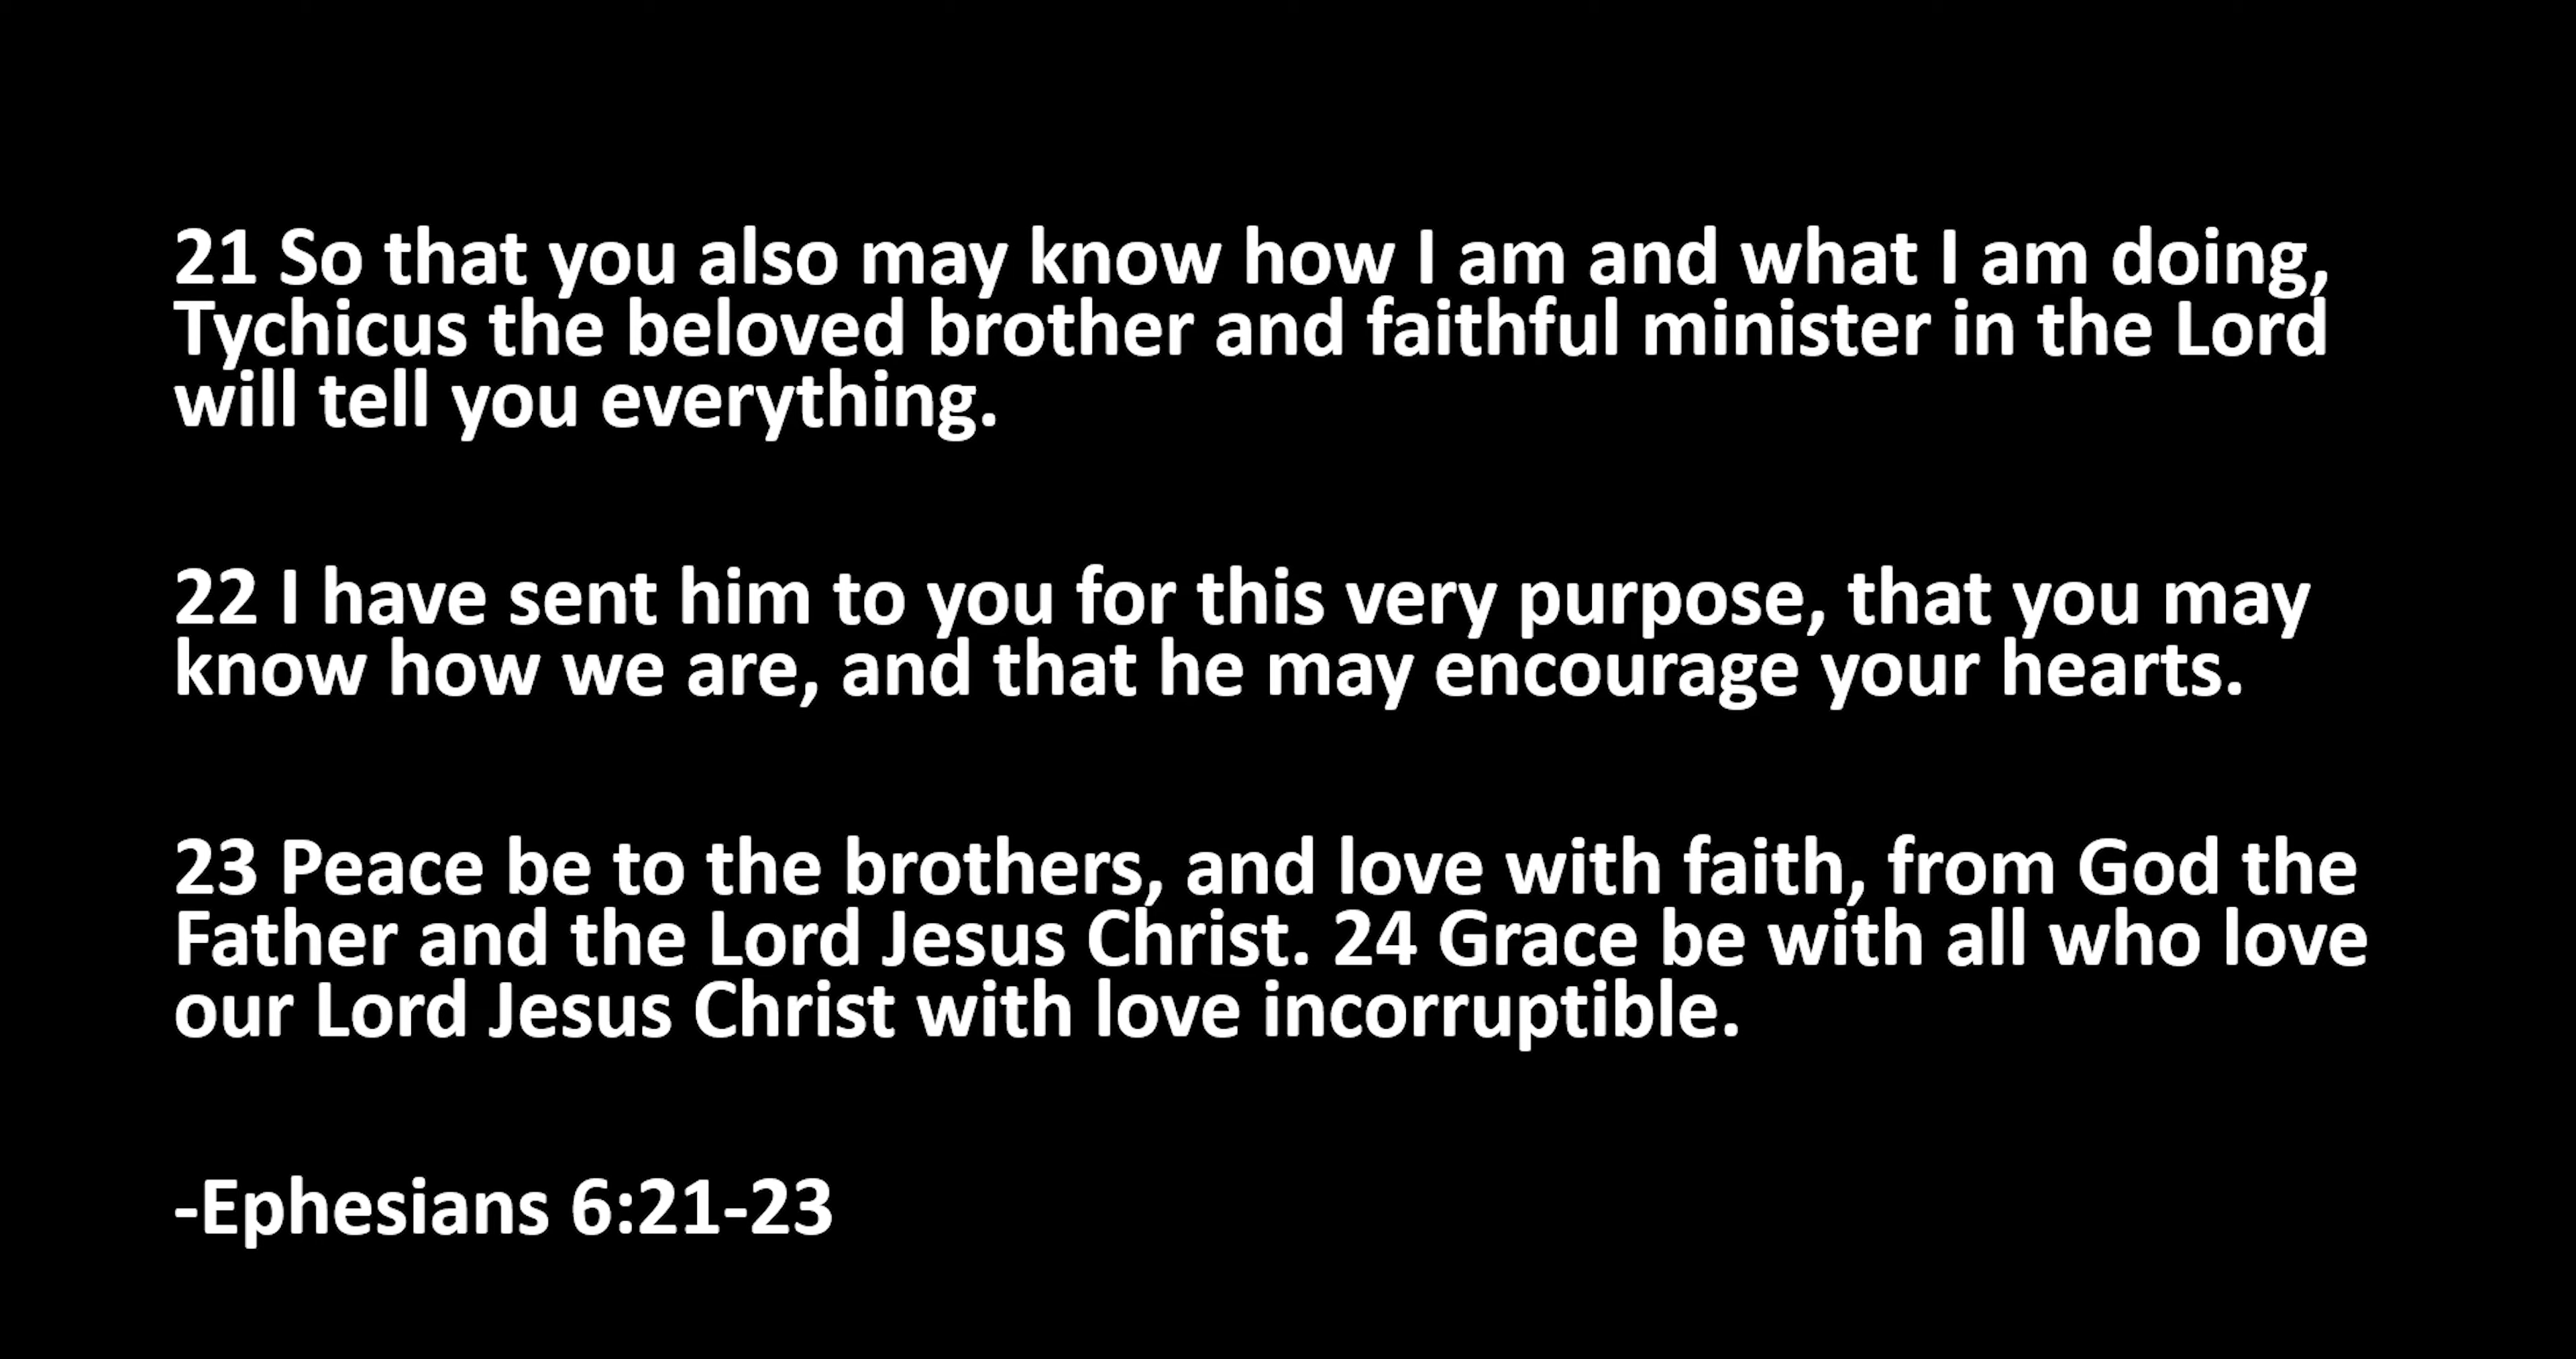 21 So that you also may know how I am and what I am doing,
Tychicus the beloved brother and faithful minister in the Lord
will tell you everything.
22 I have sent him to you for this very purpose, that you may
know how we are, and that he may encourage your hearts.
23 Peace be to the brothers, and love with faith, from God the
Father and the Lord Jesus Christ. 24 Grace be with all who love
our Lord Jesus Christ with love incorruptible.
-Ephesians 6:21-23